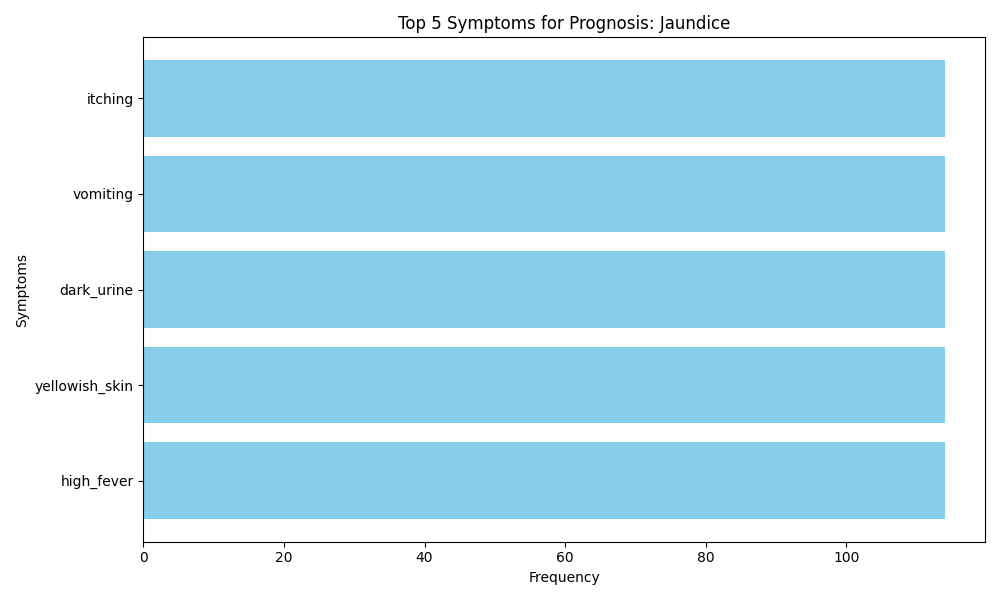 Top 5 Symptoms for Prognosis: Jaundice
Symptoms
itching
vomiting
dark_urine
yellowish_skin
high_fever
0 20 40 60 80 100
Frequency